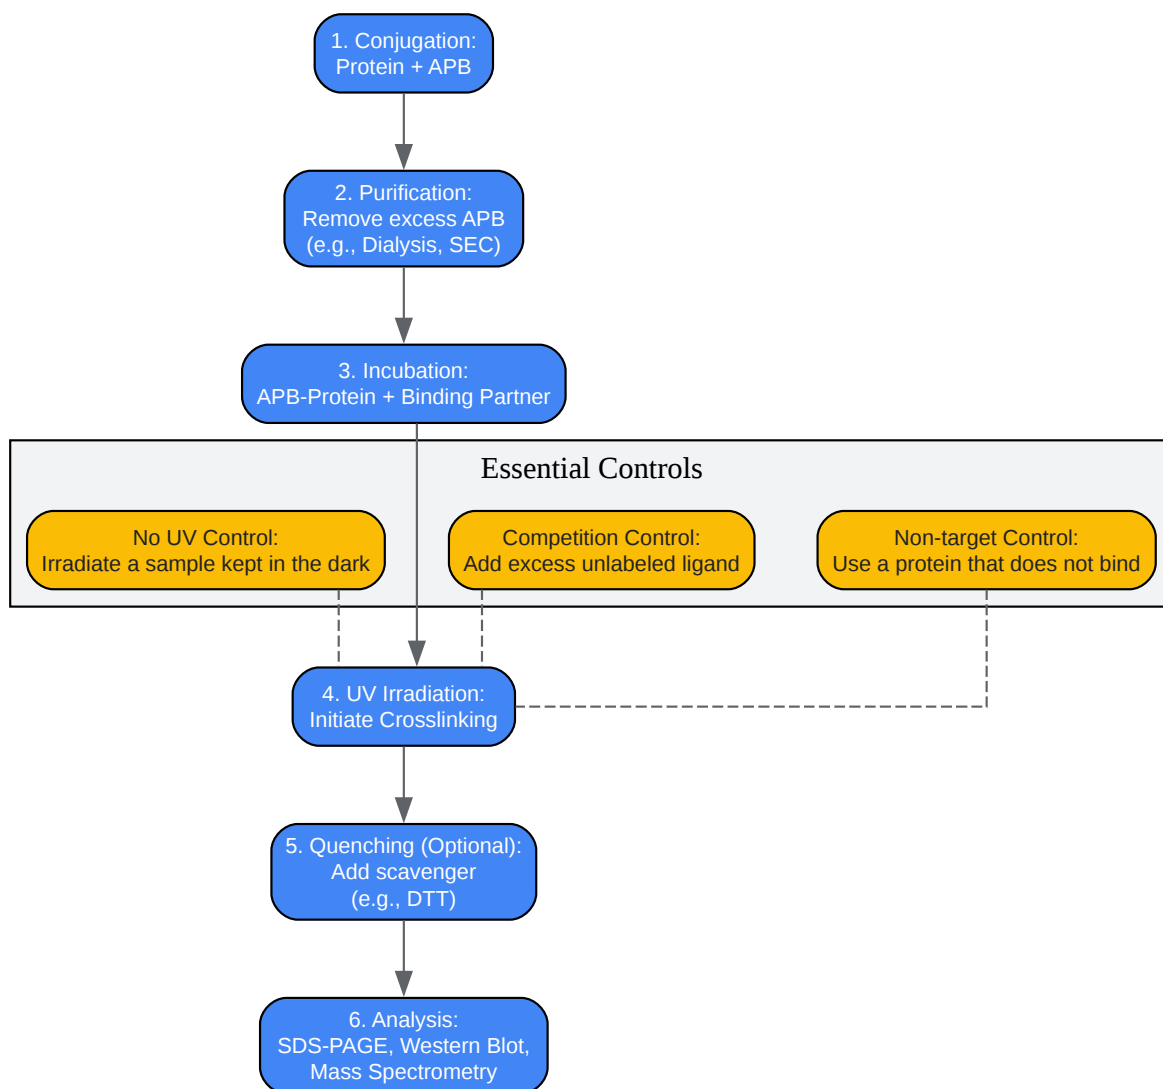 1. Conjugation:
Protein + APB
2. Purification:
Remove excess APB
(e.g., Dialysis, SEC)
3. Incubation:
APB-Protein + Binding Partner
Essential Controls
No UV Control:
Irradiate a sample kept in the dark
Competition Control:
Add excess unlabeled ligand
Non-target Control:
Use a protein that does not bind
4. UV Irradiation:
Initiate Crosslinking
5. Quenching (Optional):
Add scavenger
(e.g., DTT)
6. Analysis:
SDS-PAGE, Western Blot,
Mass Spectrometry